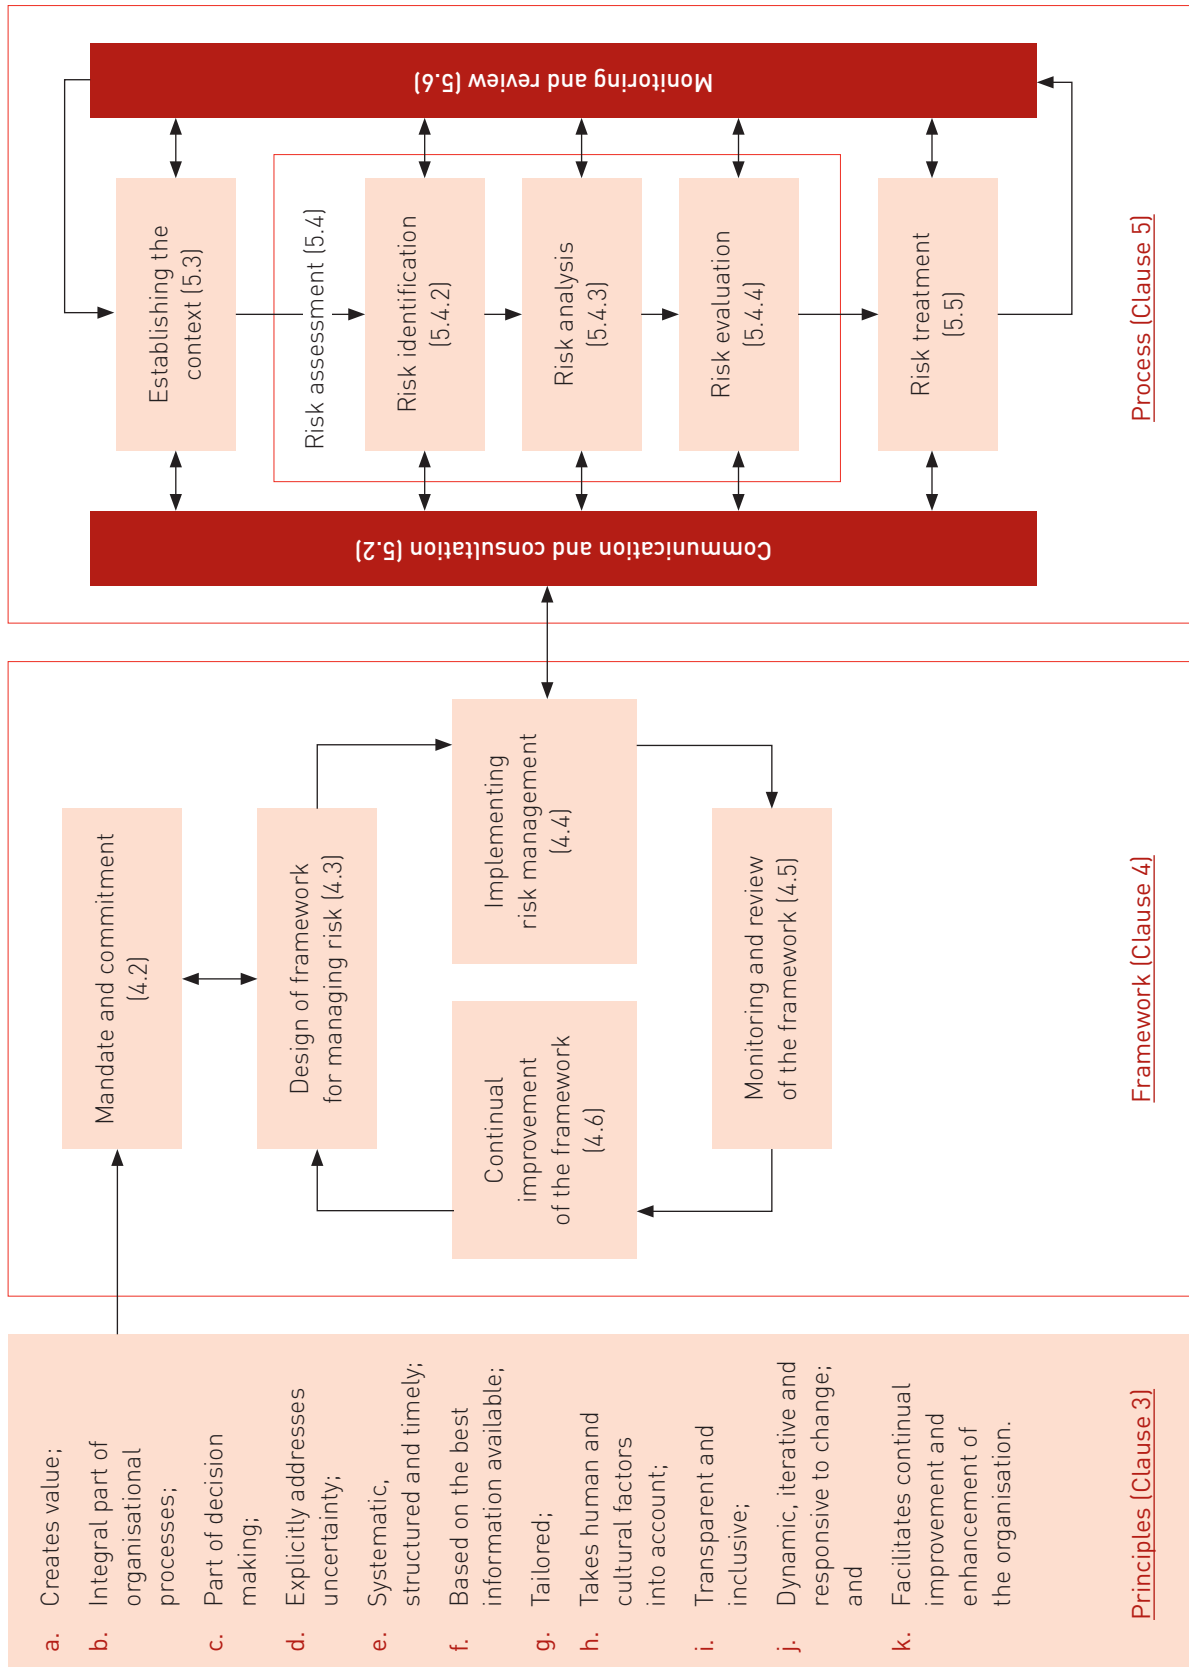 a. Creates value;
b. Integral part of
organisational
processes;
c. Part of decision
making;
d. Explicitly addresses
uncertainty;
e. Systematic,
structured and timely;
f. Based on the best
information available;
g. Tailored;
h. Takes human and
cultural factors
into account;
i. Transparent and
inclusive;
j. Dynamic, iterative and
responsive to change;
and
k. Facilitates continual
improvement and
enhancement of
the organisation.
Principles (Clause 3)
Mandate and commitment
(4.2)
Design of framework
for managing risk (4.3)
Continual
improvement
of the framework
(4.6)
Implementing
risk management
(4.4)
Monitoring and review
of the framework (4.5)
Framework (Clause 4)
Communication and consultation (5.2)
Establishing the
context (5.3)
Risk assessment (5.4)
Risk identification
(5.4.2)
Risk analysis
(5.4.3)
Risk evaluation
(5.4.4)
Risk treatment
(5.5)
Monitoring and review (5.6)
Process (Clause 5)